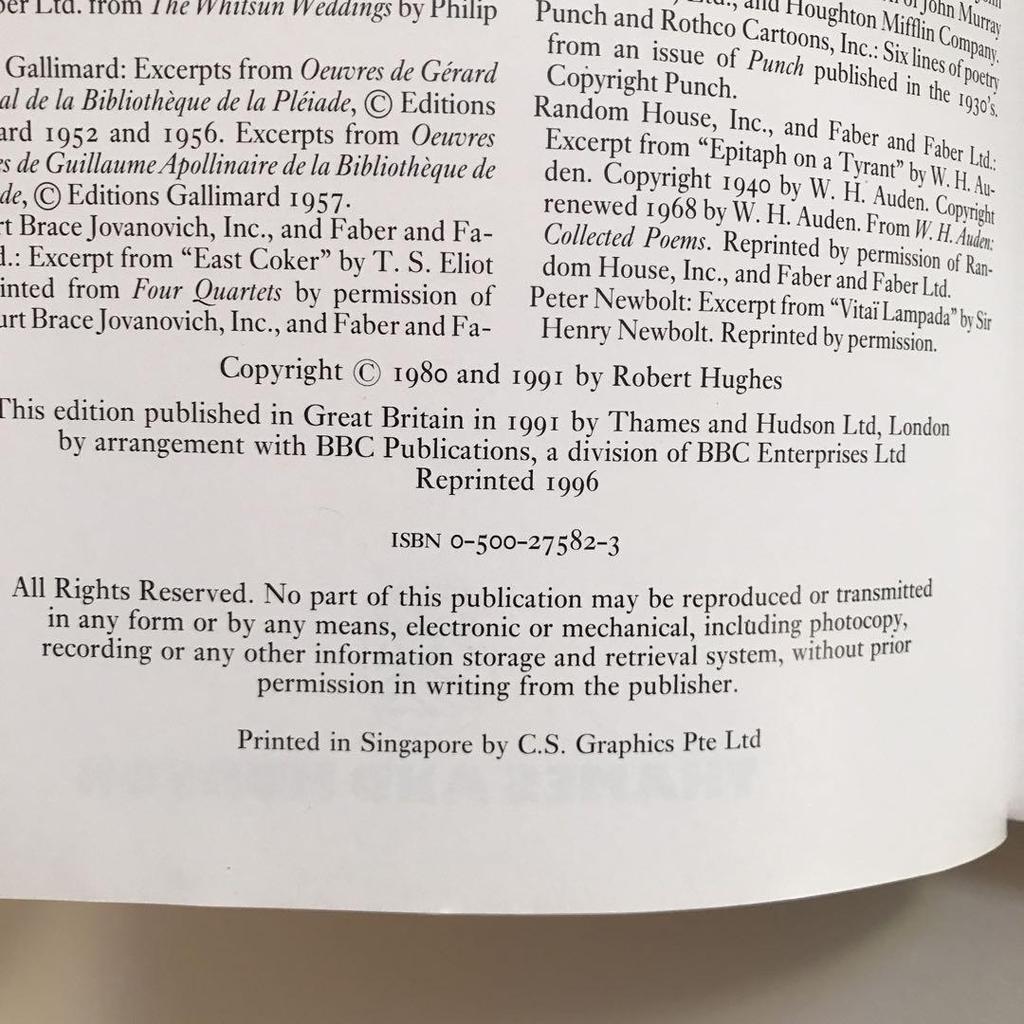 Ltd. from The Whitsun Weddings by Philip
Gallimard: Excerpts from Oeuvres de Gérard
al de la Bibliothèque de la Pléiade, © Editions
ard 1952 and 1956. Excerpts from Oeuvres
es de Guillaume Apollinaire de la Bibliothèque de
de, © Editions Gallimard 1957.
rt Brace Jovanovich, Inc., and Faber and Fa-
d.: Excerpt from “East Coker” by T. S. Eliot
inted from Four Quartets by permission of
urt Brace Jovanovich, Inc., and Faber and Fa-
of John Murray
Ltd., and Houghton Mifflin Company.
Punch and Rothco Cartoons, Inc.: Six lines of poetry
from an issue of Punch published in the 1930's.
Copyright Punch.
Random House, Inc., and Faber and Faber Ltd.:
Excerpt from “Epitaph on a Tyrant” by W. H. Au-
den. Copyright 1940 by W. H. Auden. Copyright
renewed 1968 by W. H. Auden. From W. H. Auden:
Collected Poems. Reprinted by permission of Ran-
dom House, Inc., and Faber and Faber Ltd.
Peter Newbolt: Excerpt from “Vitaï Lampada” by Sir
Henry Newbolt. Reprinted by permission.
Copyright © 1980 and 1991 by Robert Hughes
This edition published in Great Britain in 1991 by Thames and Hudson Ltd, London
by arrangement with BBC Publications, a division of BBC Enterprises Ltd
Reprinted 1996
ISBN 0-500-27582-3
All Rights Reserved. No part of this publication may be reproduced or transmitted
in any form or by any means, electronic or mechanical, including photocopy,
recording or any other information storage and retrieval system, without prior
permission in writing from the publisher.
Printed in Singapore by C.S. Graphics Pte Ltd